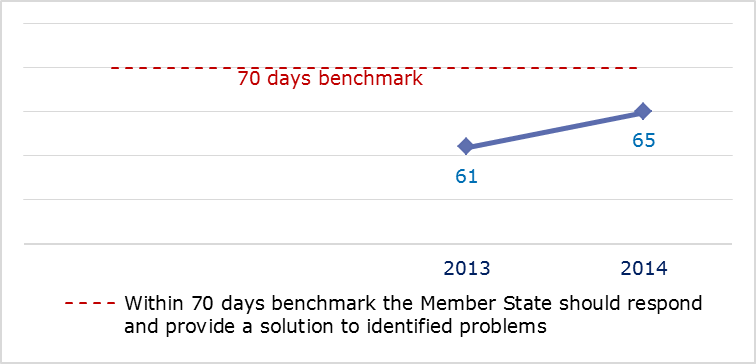 70 days benchmark
65
61
2013 2014
Within 70 days benchmark the Member State should respond
and provide a solution to identified problems